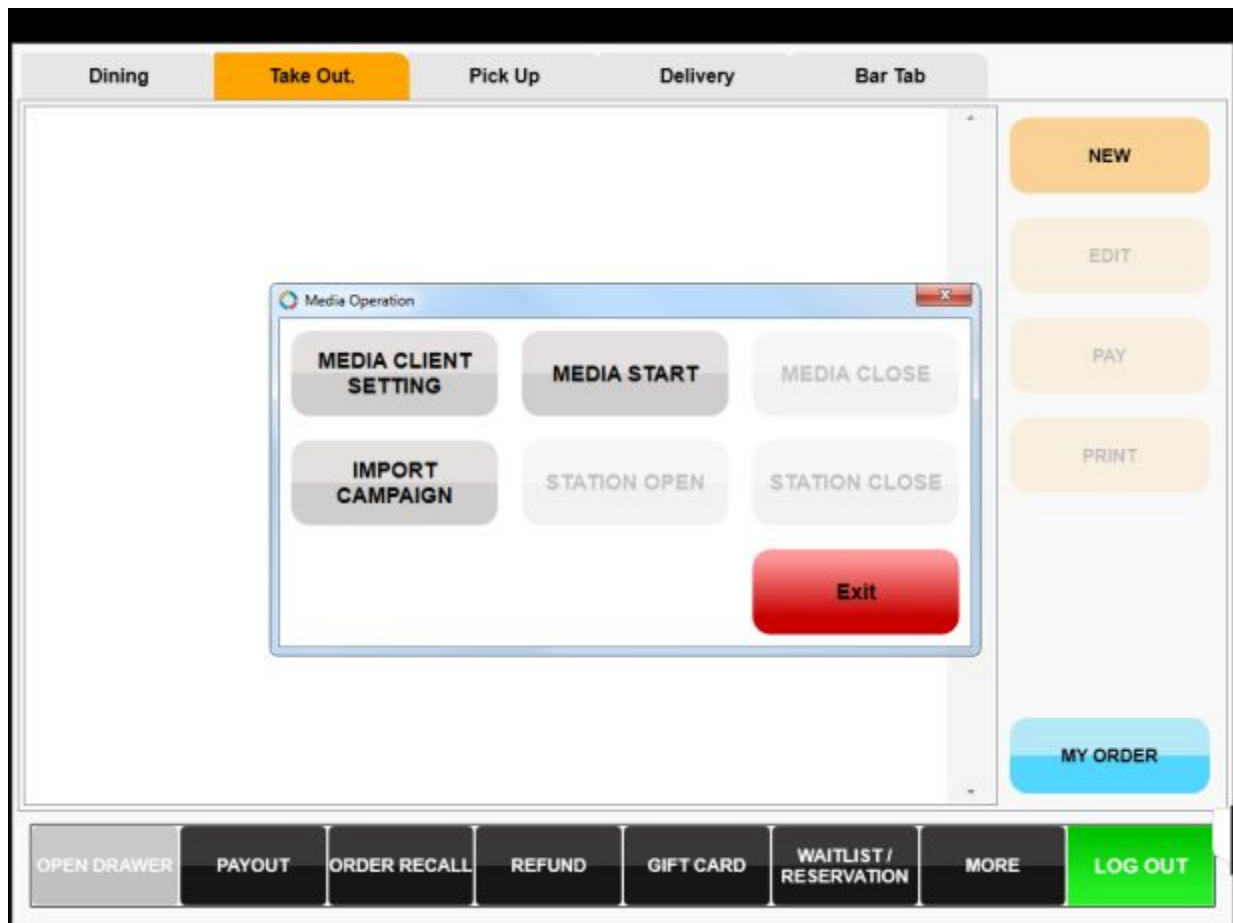 Dining Take Out. Pick Up Delivery Bar Tab
NEW
EDIT
Media Operation
MEDIA CLIENT
SETTING
MEDIA START
MEDIA CLOSE
PAY
IMPORT
CAMPAIGN
STATION OPEN
STATION CLOSE
PRINT
Exit
MY ORDER
OPEN DRAWER
PAYOUT
ORDER RECALL
REFUND
GIFT CARD
WAITLIST /
RESERVATION
MORE
LOG OUT